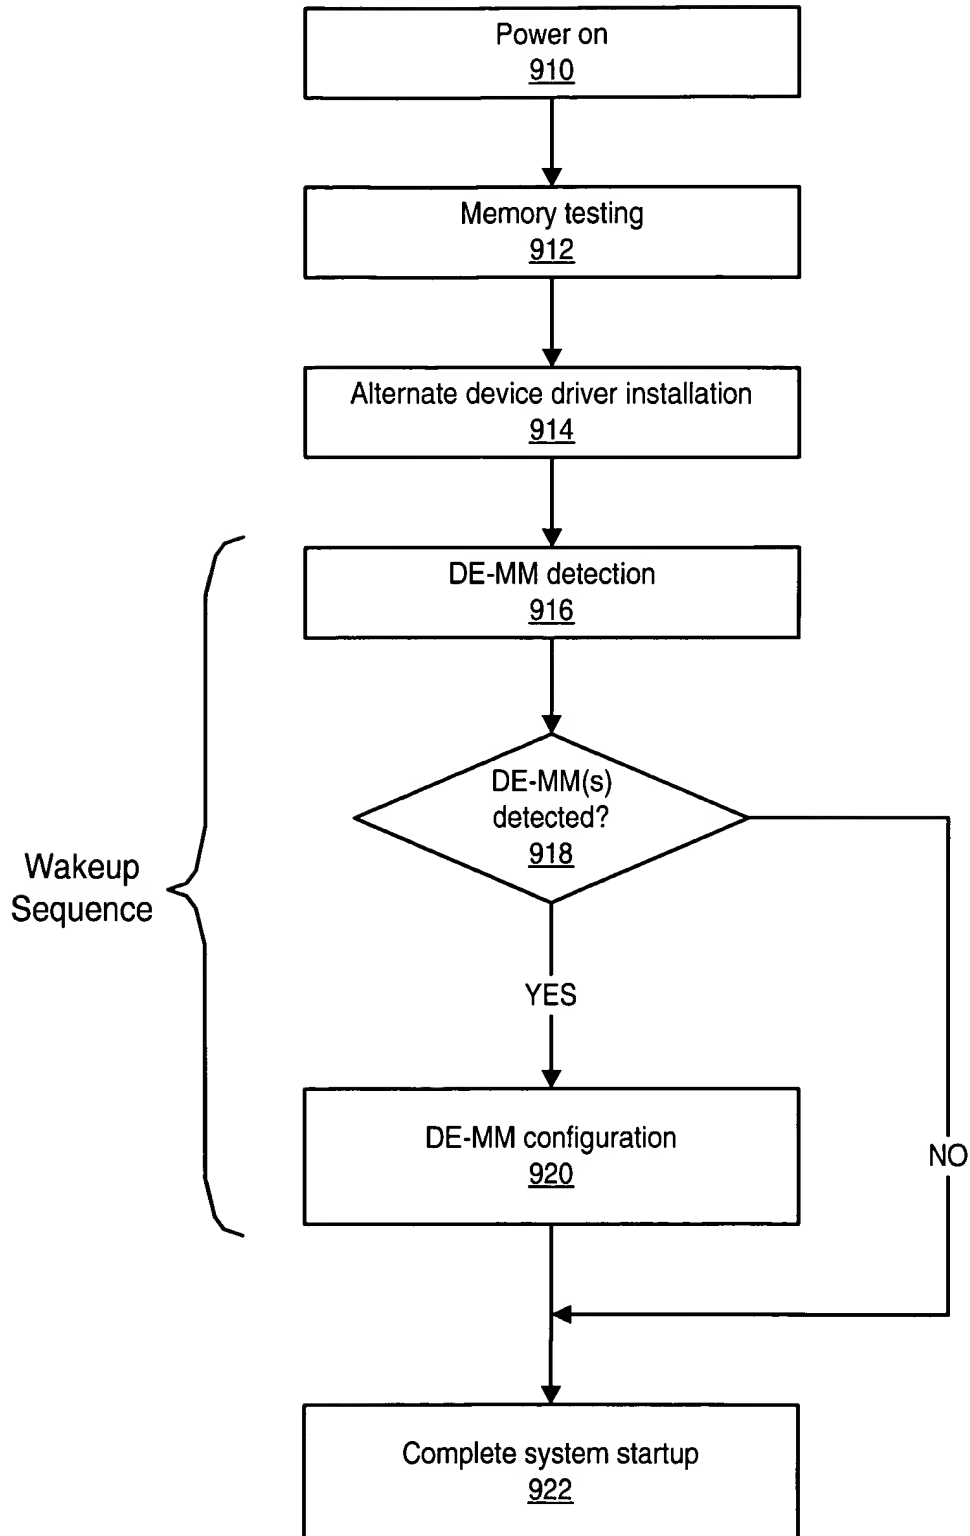 Power on
910
Memory testing
912
Alternate device driver installation
914
DE-MM detection
916
DE-MM(s)
detected?
918
Wakeup
Sequence
YES
DE-MM configuration
920
NO
Complete system startup
922